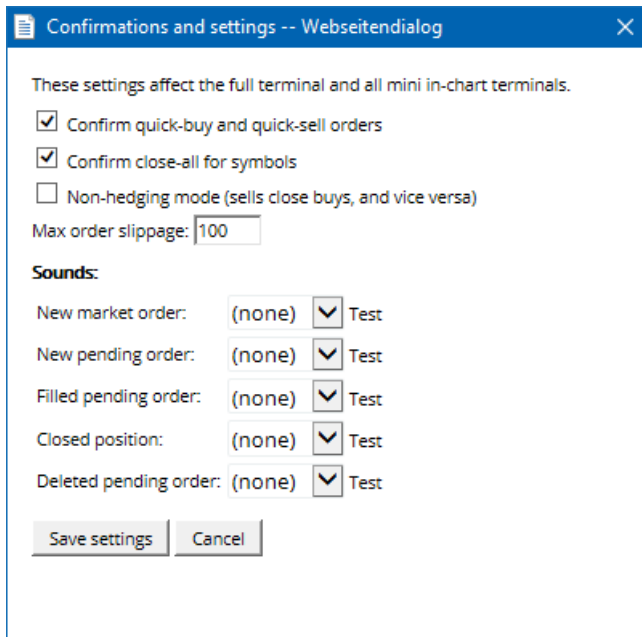 Confirmations and settings -- Webseitendialog
These settings affect the full terminal and all mini in-chart terminals.
Confirm quick-buy and quick-sell orders
Confirm close-all for symbols
Non-hedging mode (sells close buys, and vice versa)
Max order slippage: 100
Sounds:
New market order: (none) Test
New pending order: (none) Test
Filled pending order: (none) Test
Closed position: (none) Test
Deleted pending order: (none) Test
Save settings Cancel